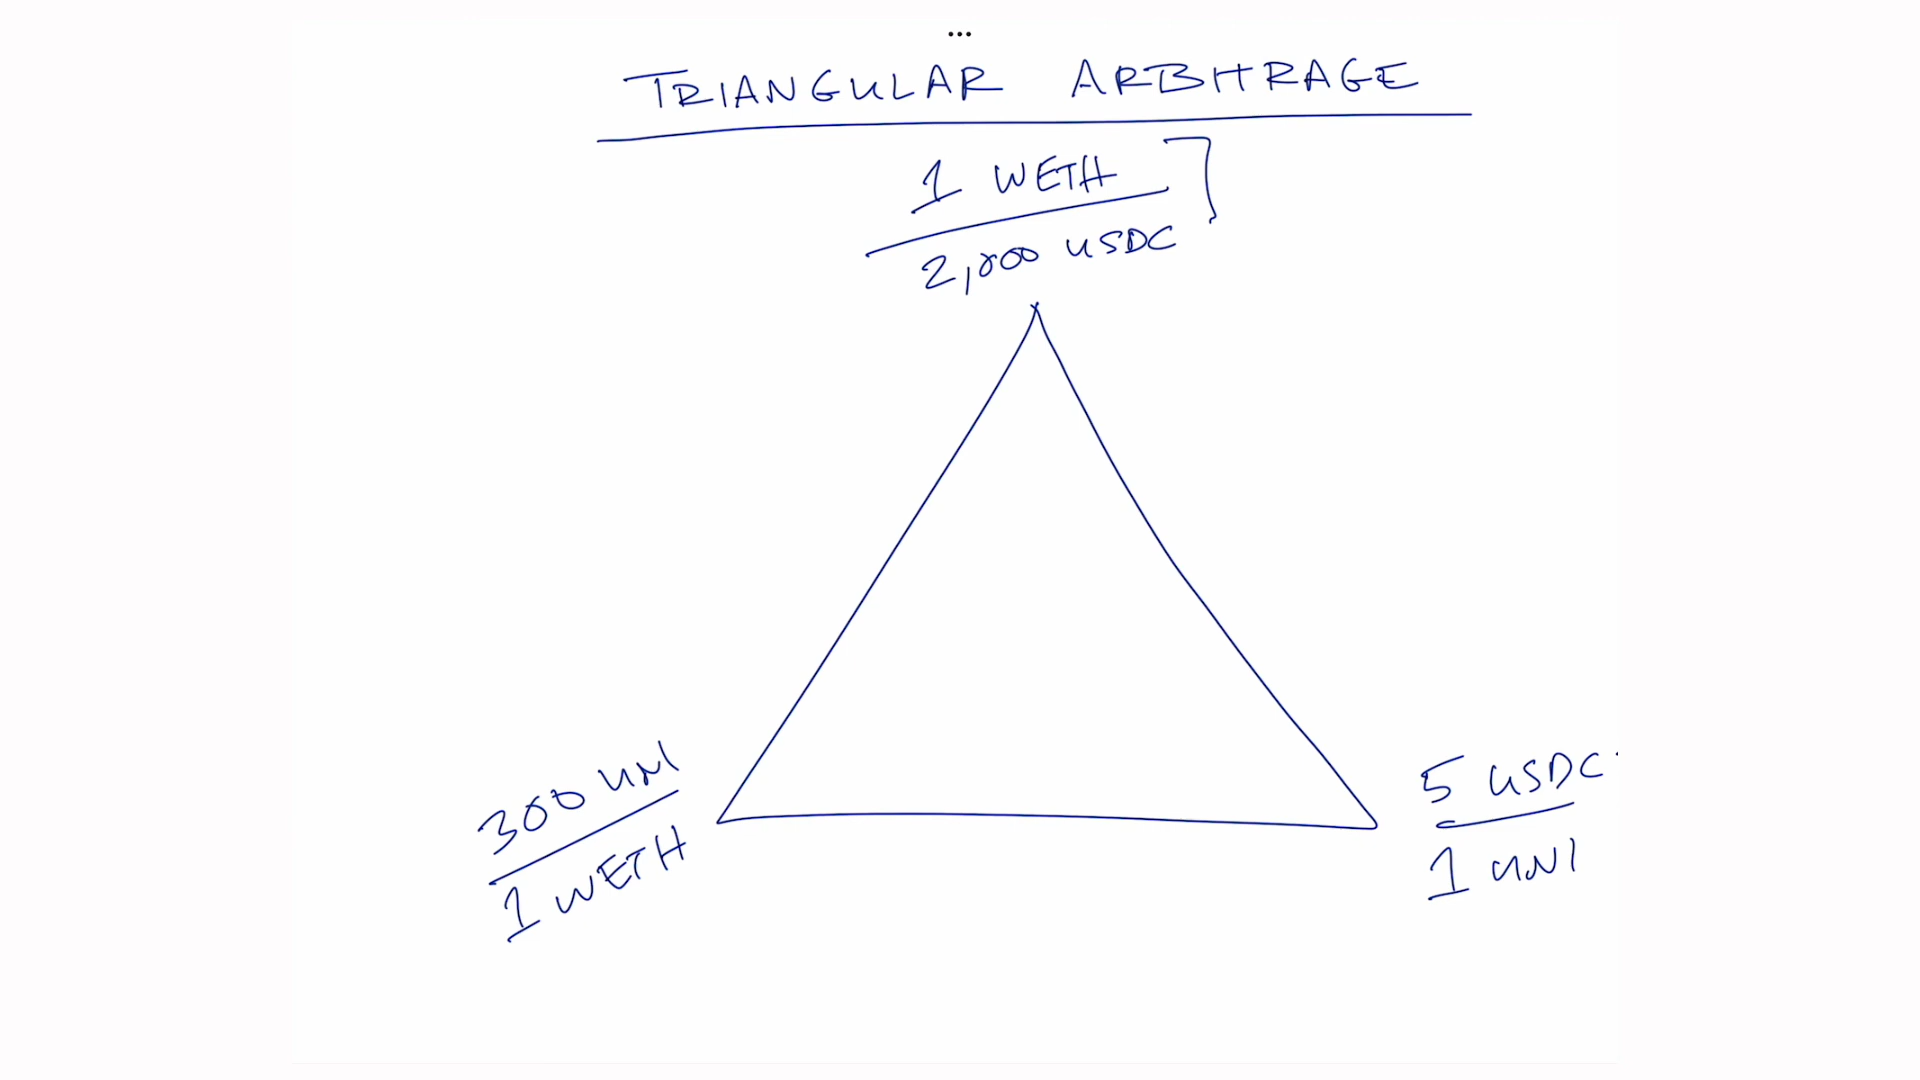 ...
TRIANGULAR ARBITRAGE
1 WETH
2,000 USDC
300 UNI
1 WETH
5 USDC
1 UNI